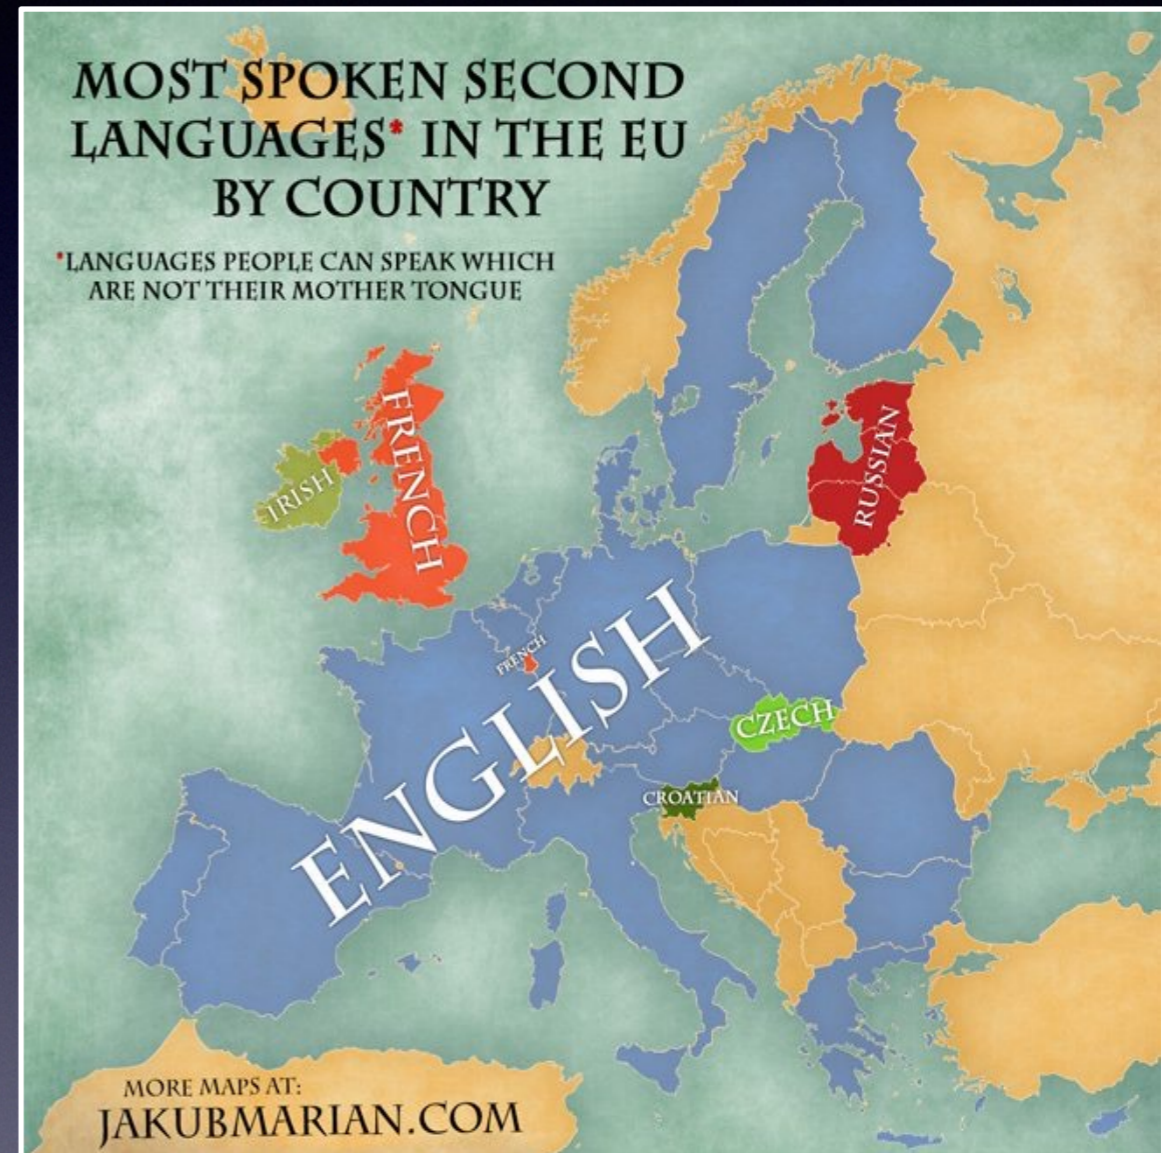 MOST SPOKEN SECOND
LANGUAGES* IN THE EU
BY COUNTRY
*LANGUAGES PEOPLE CAN SPEAK WHICH
ARE NOT THEIR MOTHER TONGUE
FRENCH
IRISH
RUSSIAN
ENGLISH
FRENCH
CZECH
CROATIAN
MORE MAPS AT:
JAKUBMARIAN.COM